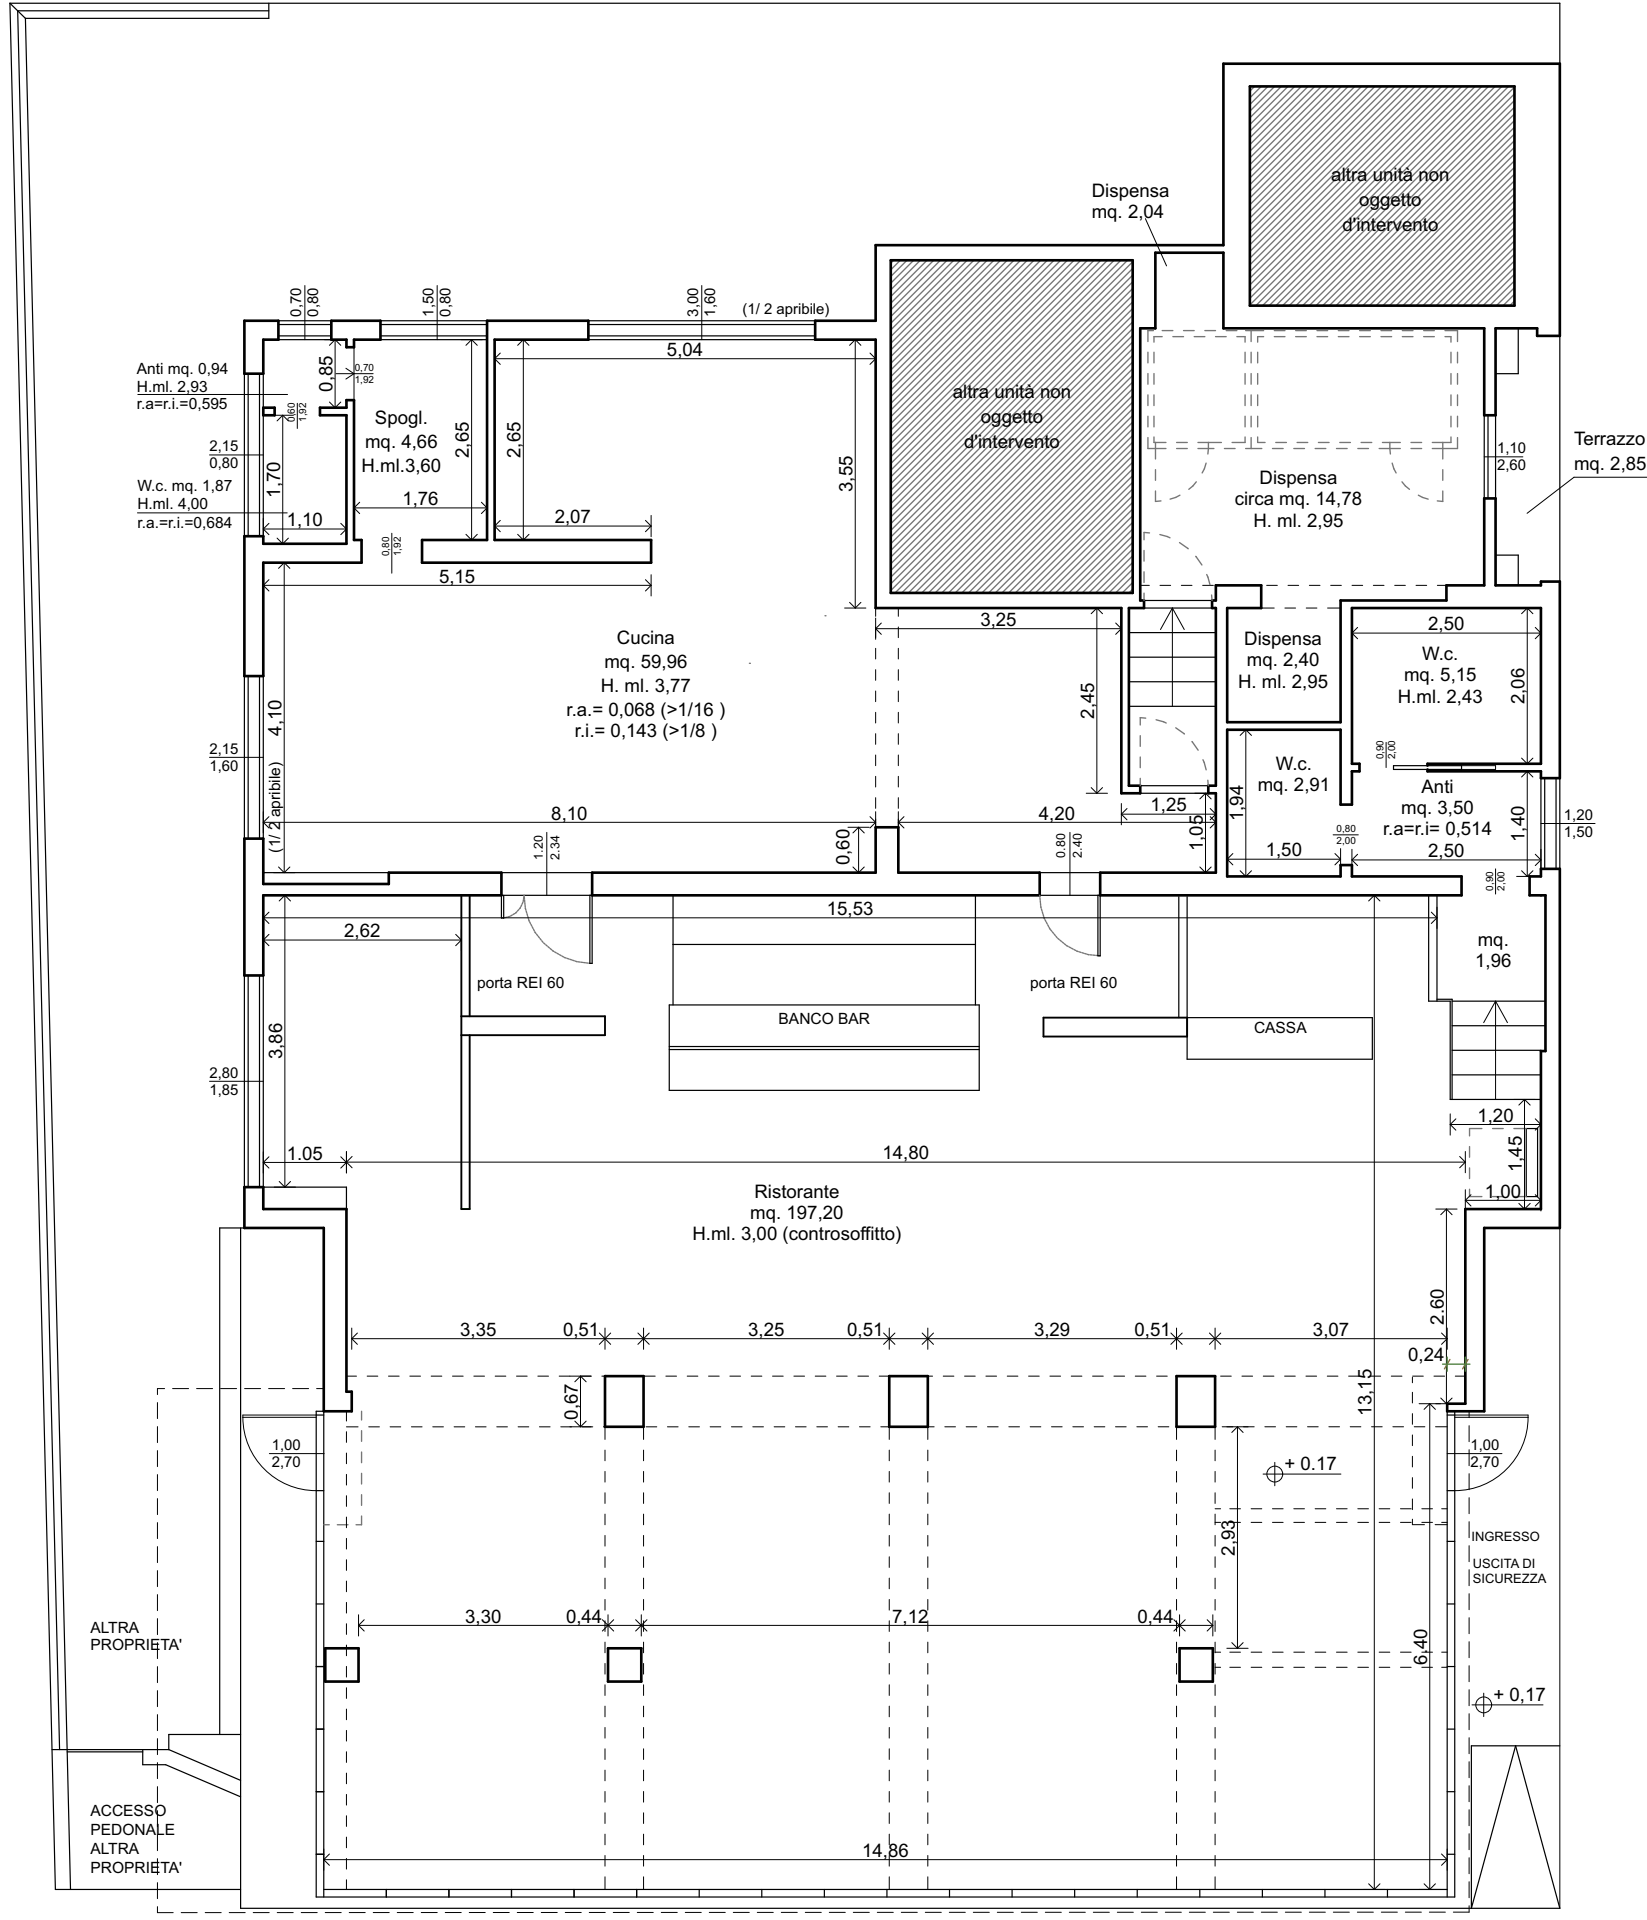 altra unità non
oggetto
d'intervento
Dispensa
mq. 2,04
0,70
0,80
1,50
0,80
3,00
1,60
(1/ 2 apribile)
5,04
altra unità non
oggetto
d'intervento
Anti mq. 0,94
H.ml. 2,93
r.a=r.i.=0,595
0,85
0,70
1,92
0,60
1,92
Spogl.
mq. 4,66
H.ml.3,60
2,65
2,65
3,55
2,15
0,80
W.c. mq. 1,87
H.ml. 4,00
r.a.=r.i.=0,684
1,70
1,10
1,76
2,07
0,80
1,92
5,15
Dispensa
circa mq. 14,78
H. ml. 2,95
1,10
2,60
Terrazzo
mq. 2,85
Cucina
mq. 59,96
H. ml. 3,77
r.a.= 0,068 (>1/16 )
r.i.= 0,143 (>1/8 )
3,25
2,45
Dispensa
mq. 2,40
H. ml. 2,95
2,50
W.c.
mq. 5,15
H.ml. 2,43
2,06
4,10
2,15
1,60
(1/ 2 apribile)
0,90
2,00
W.c.
mq. 2,91
1,94
Anti
mq. 3,50
r.a=r.i= 0,514
1,40
1,20
1,50
8,10
4,20
1,25
1,05
0,60
1.20
2.34
0.80
2.40
0,80
2,00
1,50
2,50
0,90
2,00
15,53
2,62
mq.
1,96
porta REI 60
porta REI 60
BANCO BAR
CASSA
3,86
2,80
1,85
1,20
1,45
1,00
1.05
14,80
Ristorante
mq. 197,20
H.ml. 3,00 (controsoffitto)
2.60
3,35
0,51
3,25
0,51
3,29
0,51
3,07
0,24
0,67
13,15
1,00
2,70
1,00
2,70
+ 0.17
2,93
INGRESSO
USCITA DI
SICUREZZA
3,30
0,44
7,12
0,44
6,40
ALTRA
PROPRIETA'
+ 0,17
ACCESSO
PEDONALE
ALTRA
PROPRIETA'
14,86